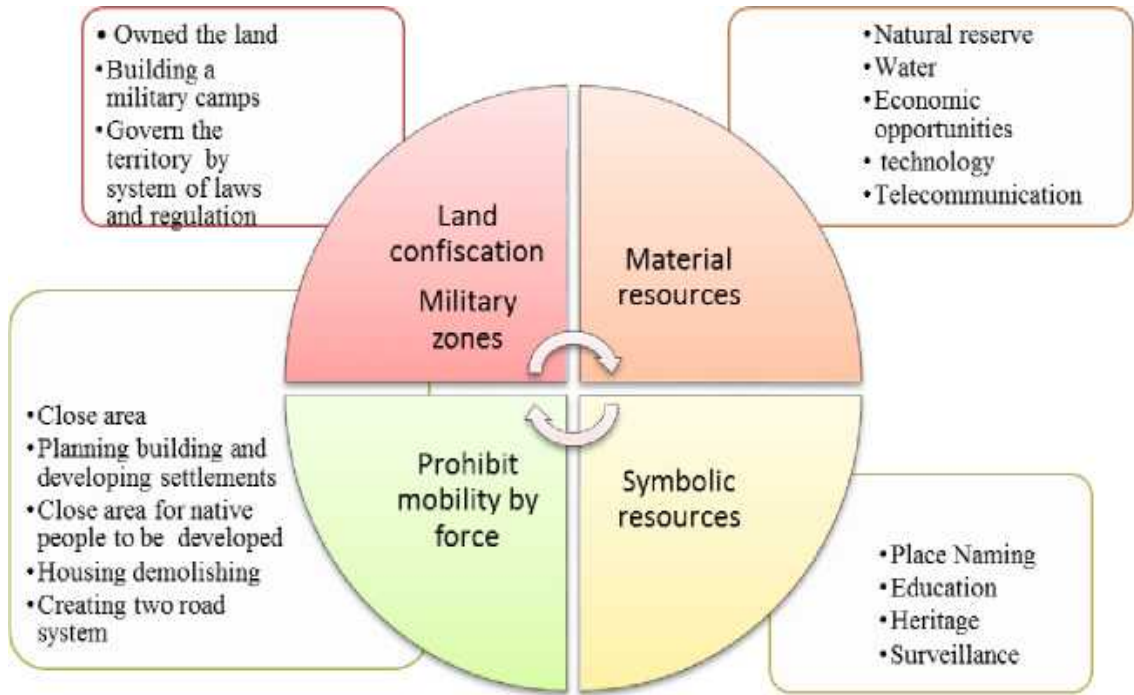 • Owned the land
•Building a
military camps
•Govern the
territory by
system of laws
and regulation
•Natural reserve
•Water
•Economic
opportunities
• technology
•Telecommunication
Land
confiscation
Military
zones
Material
resources
•Close area
•Planning building and
developing settlements
•Close area for native
people to be developed
•Housing demolishing
•Creating two road
system
Prohibit
mobility by
force
Symbolic
resources
•Place Naming
•Education
•Heritage
•Surveillance